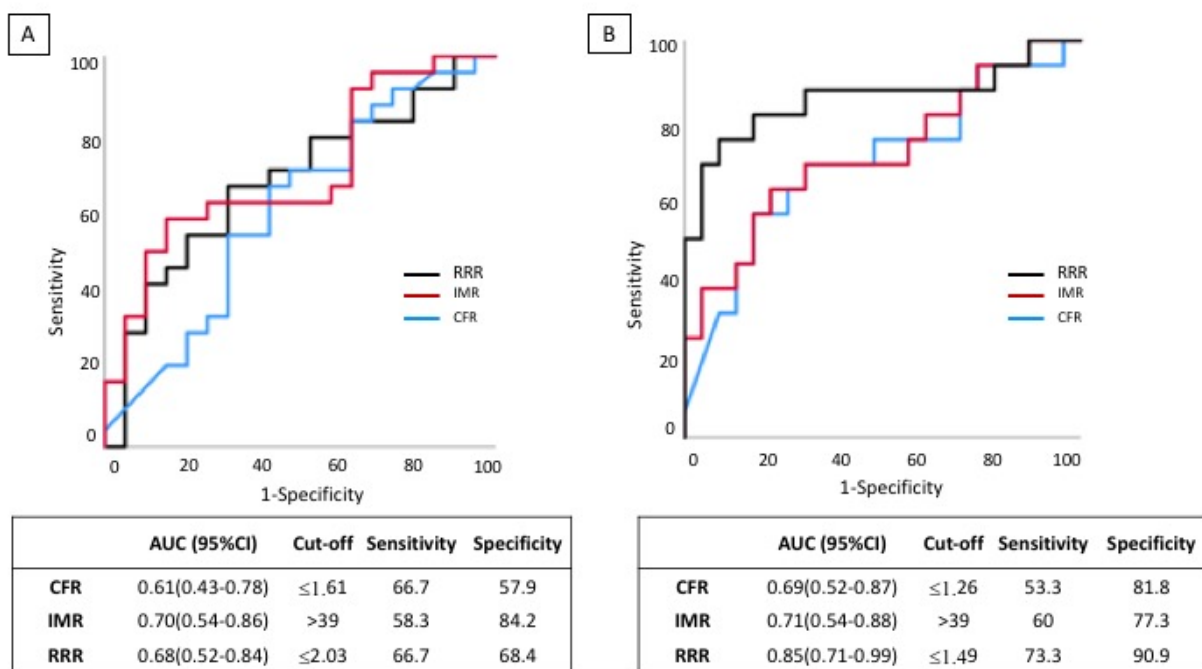 A
100
80
60
40
20
0
Sensitivity
RRR
IMR
CFR
0 20 40 60 80 100
1-Specificity
AUC (95%CI) Cut-off Sensitivity Specificity
CFR 0.61(0.43-0.78) ≤1.61 66.7 57.9
IMR 0.70(0.54-0.86) >39 58.3 84.2
RRR 0.68(0.52-0.84) ≤2.03 66.7 68.4
B
100
80
60
40
20
0
Sensitivity
RRR
IMR
CFR
0 20 40 60 80 100
1-Specificity
AUC (95%CI) Cut-off Sensitivity Specificity
CFR 0.69(0.52-0.87) ≤1.26 53.3 81.8
IMR 0.71(0.54-0.88) >39 60 77.3
RRR 0.85(0.71-0.99) ≤1.49 73.3 90.9